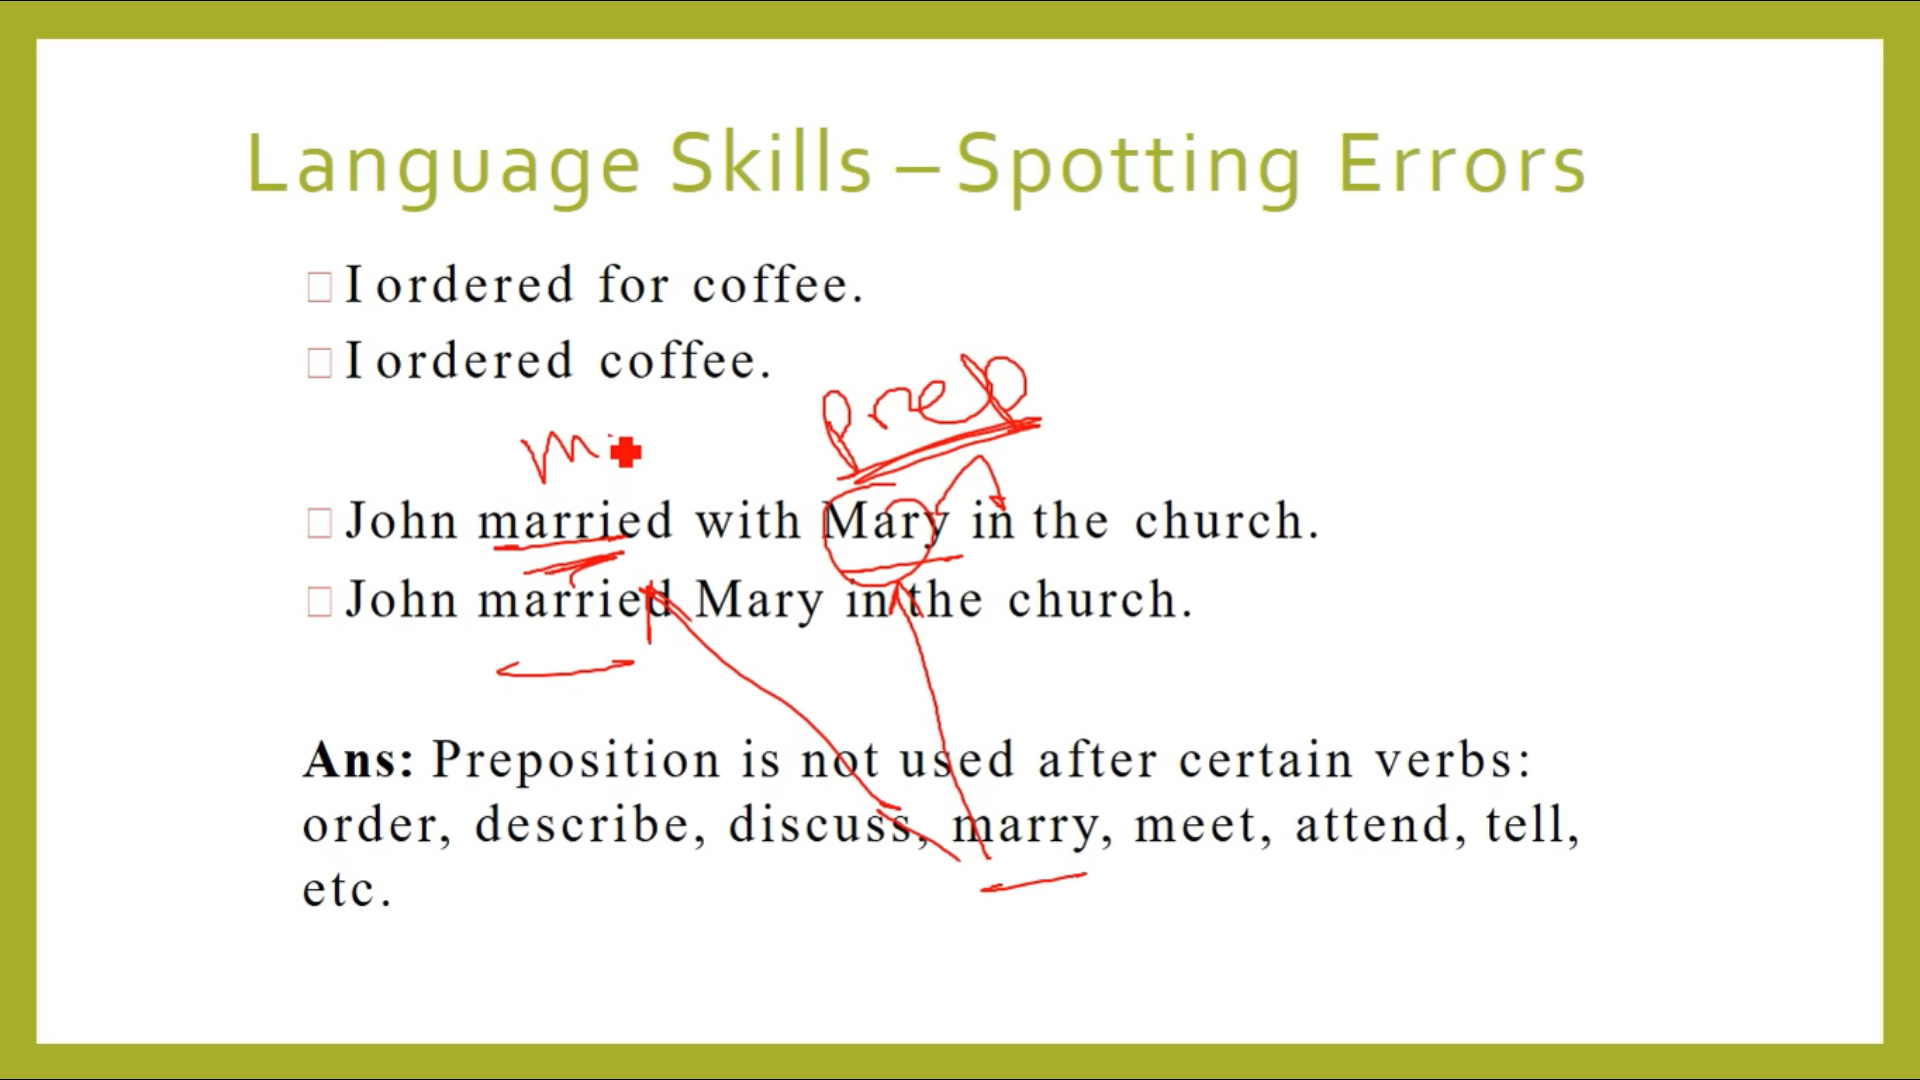 Language Skills – Spotting Errors
I ordered for coffee.
I ordered coffee.
prep
m
John married with Mary in the church.
John married Mary in the church.
Ans: Preposition is not used after certain verbs:
order, describe, discuss, marry, meet, attend, tell,
etc.